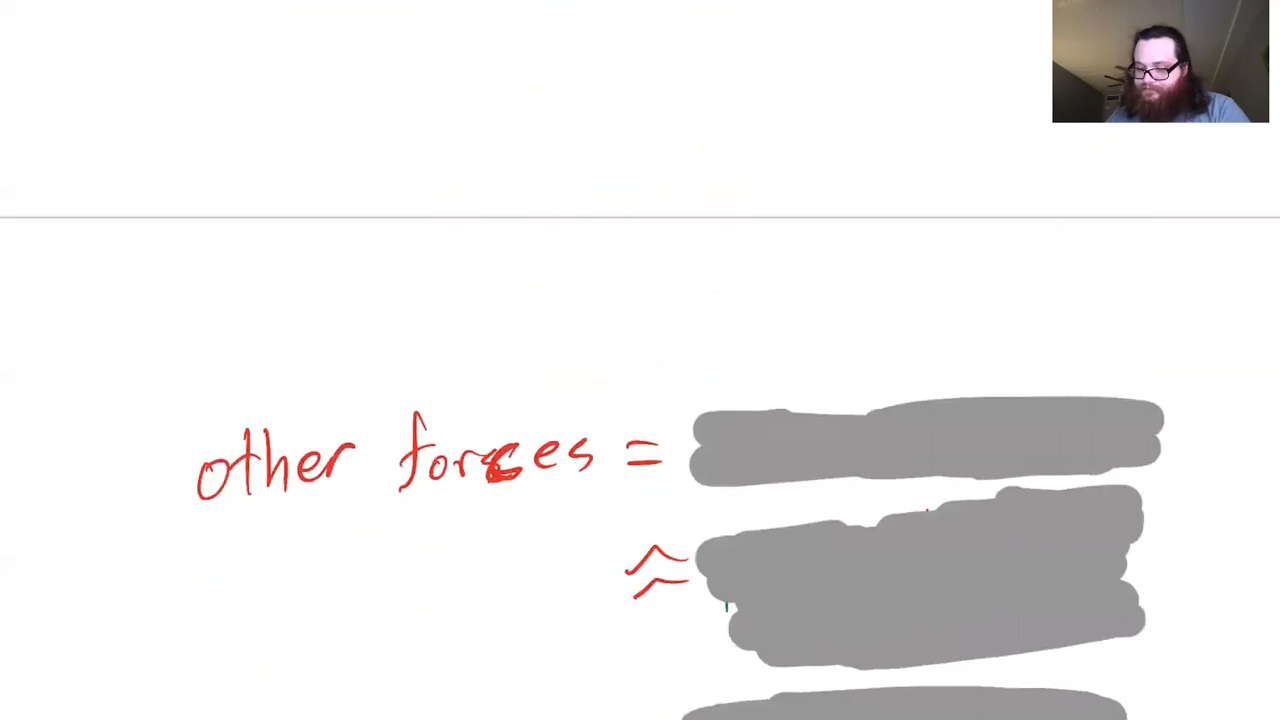 other forces =
≈